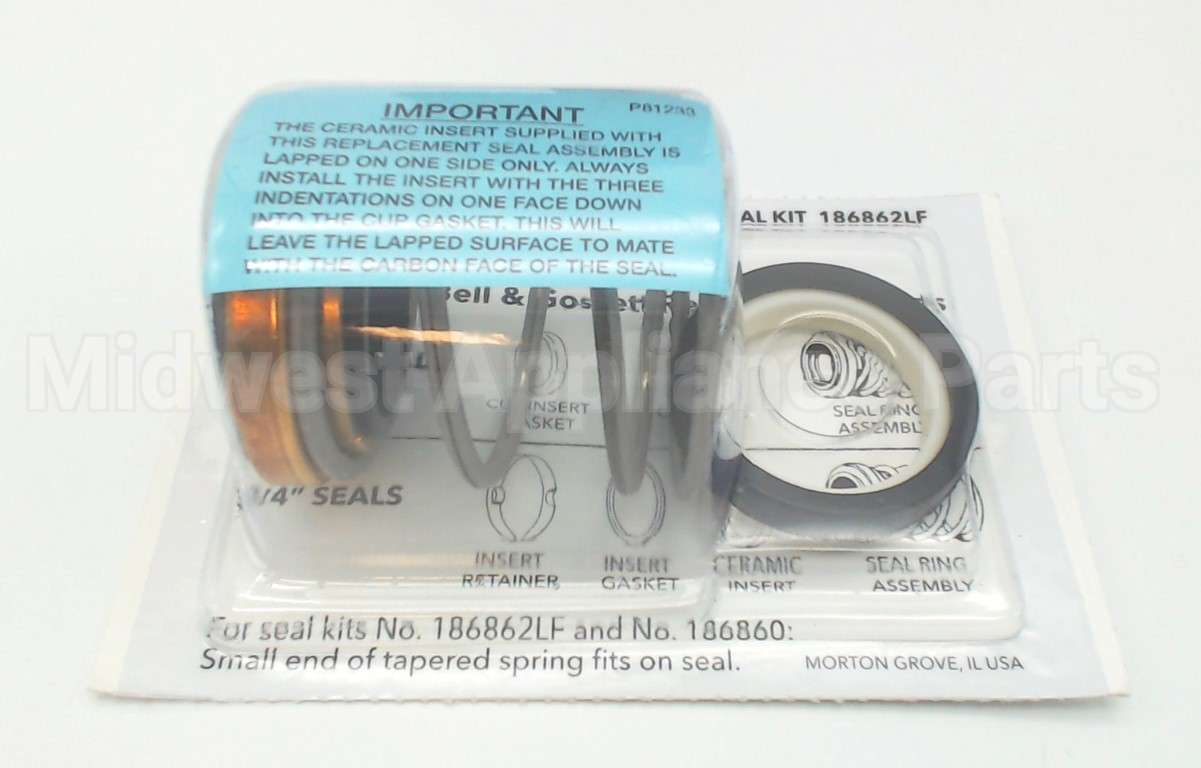 IMPORTANT P81233
THE CERAMIC INSERT SUPPLIED WITH
THIS REPLACEMENT SEAL ASSEMBLY IS
LAPPED ON ONE SIDE ONLY. ALWAYS
INSTALL THE INSERT WITH THE THREE
INDENTATIONS ON ONE FACE DOWN
INTO THE CUP GASKET. THIS WILL
LEAVE THE LAPPED SURFACE TO MATE
WITH THE CARBON FACE OF THE SEAL.
AL KIT 186862LF
Bell & Gossett
Midwest Appliance Parts
INSERT
SEAL RING
ASSEMBL
1/4" SEALS
INSERT
RETAINER
INSERT
GASKET
CERAMIC
INSERT
SEAL RING
ASSEMBLY
For seal kits No. 186862LF and No. 186860:
Small end of tapered spring fits on seal.
MORTON GROVE, IL USA